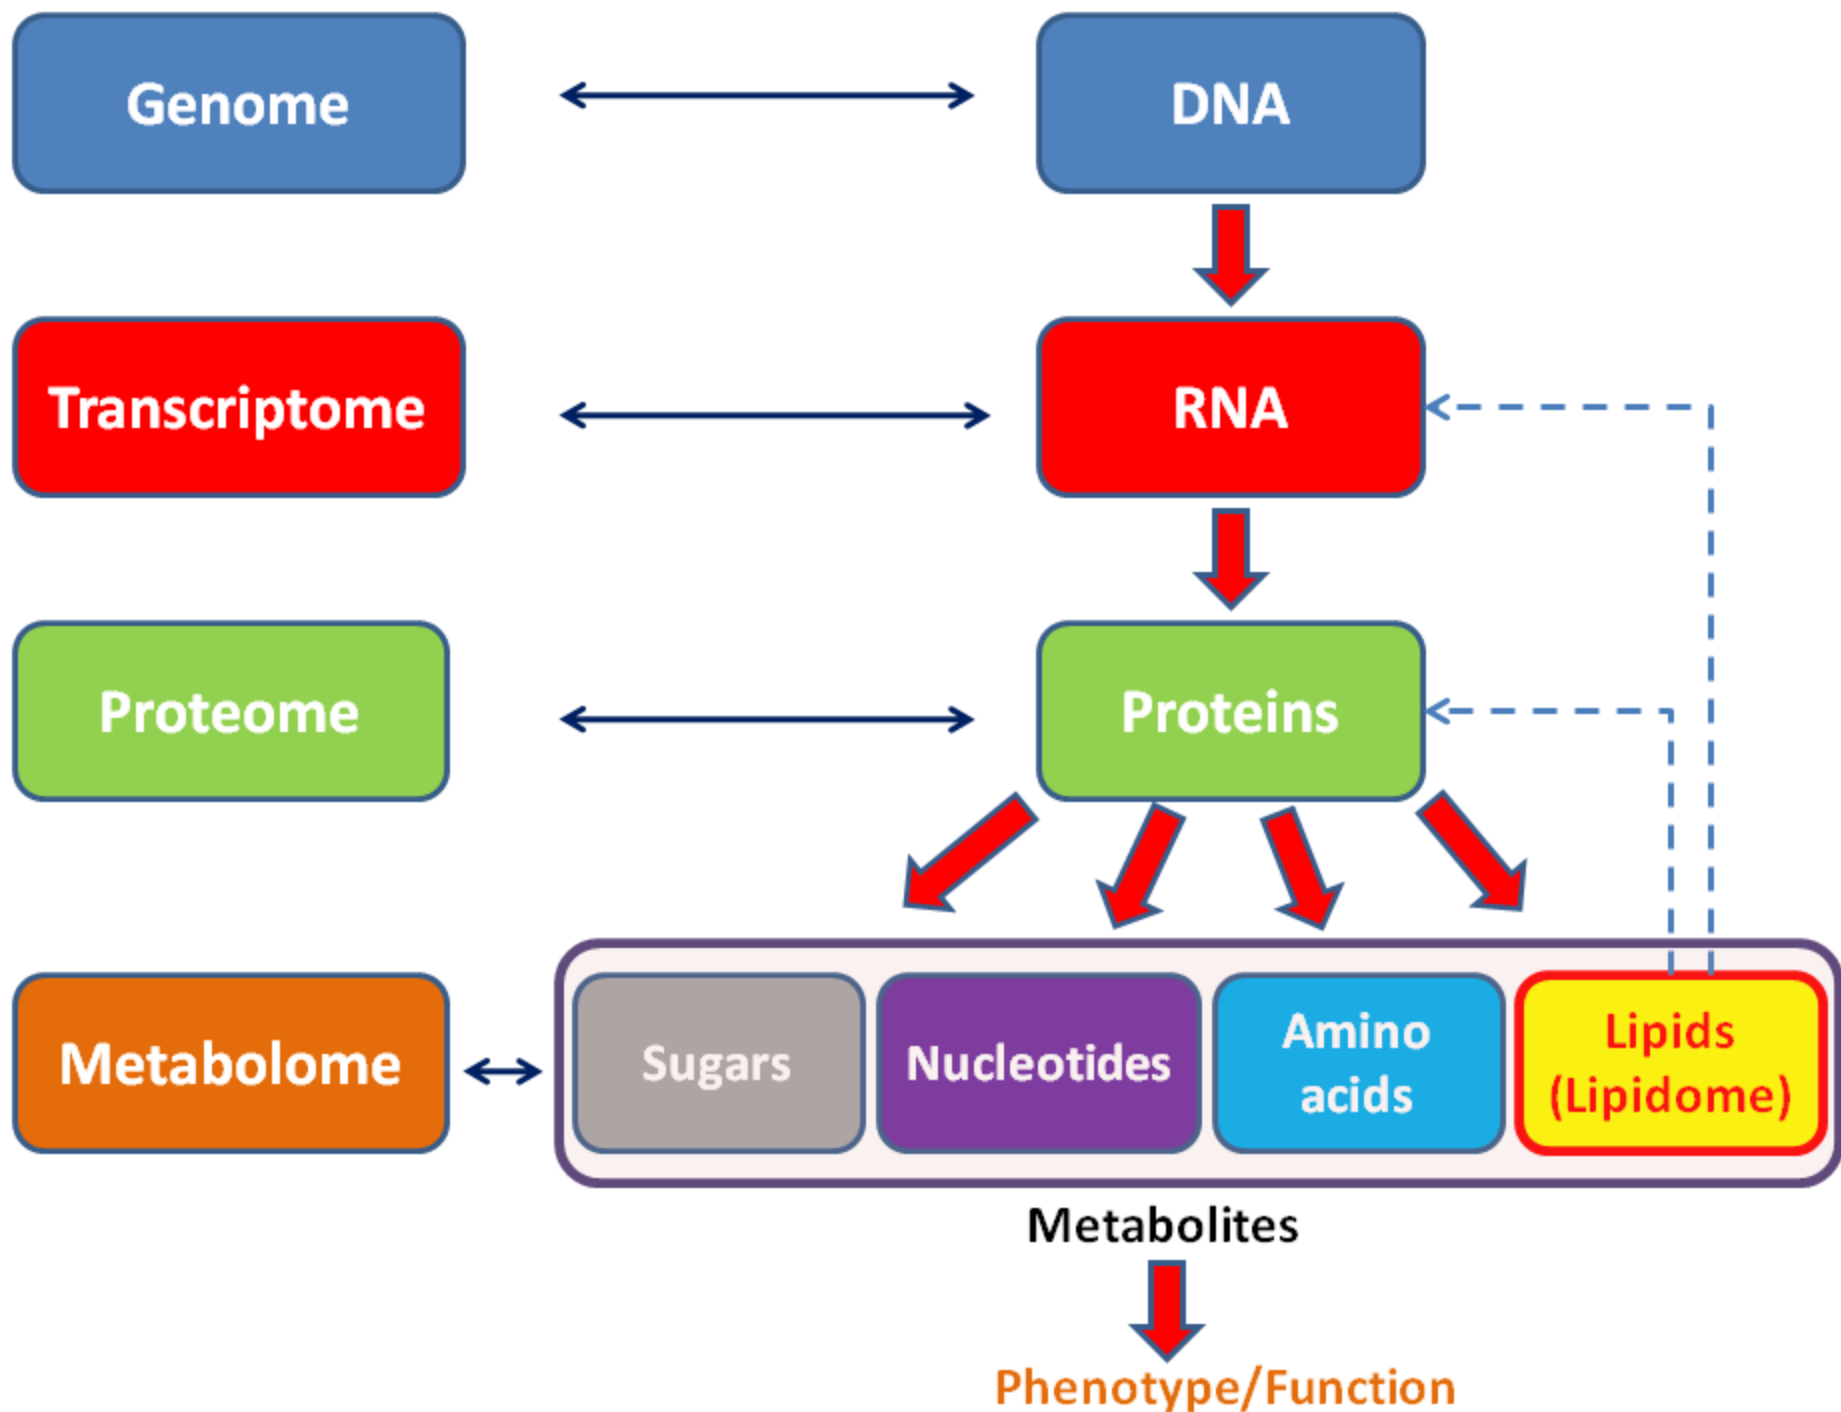 Genome
DNA
Transcriptome
RNA
Proteome
Proteins
Metabolome
Sugars
Nucleotides
Amino
acids
Lipids
(Lipidome)
Metabolites
Phenotype/Function